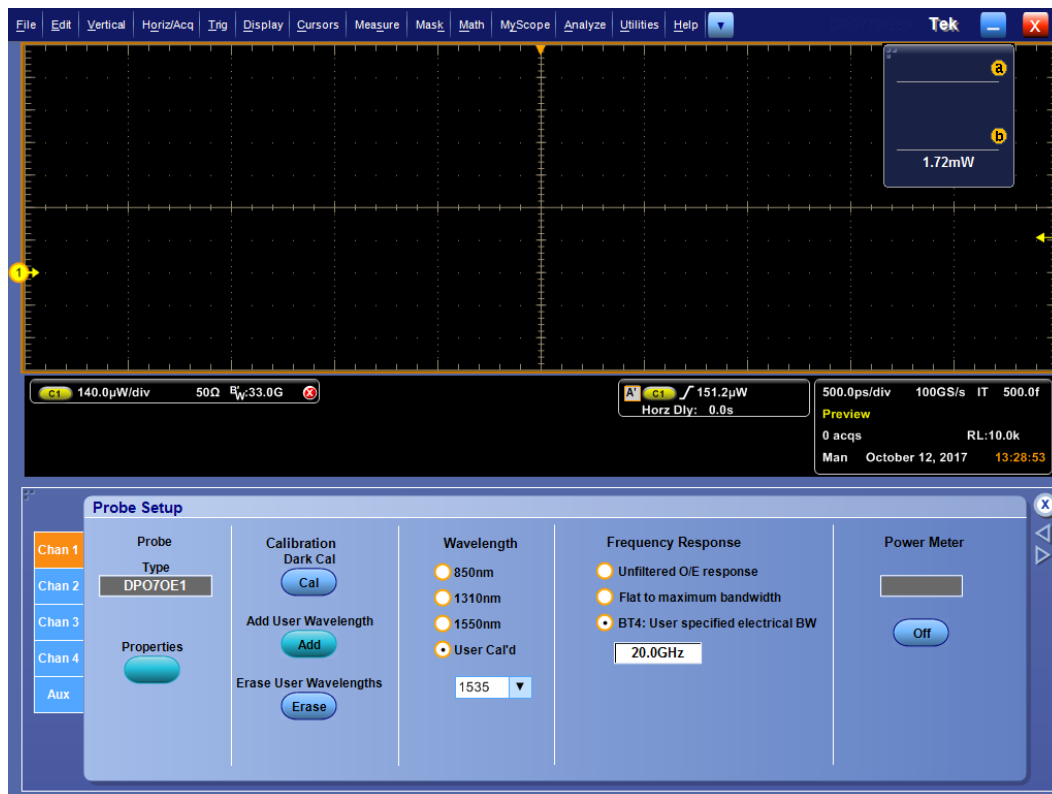 File Edit Vertical Horiz/Acq Trig Display Cursors Measure Mask Math MyScope Analyze Utilities Help Tek X
a
b
1.72mW
1
C1 140.0µW/div 50Ω BW:33.0G X
A' C1 151.2µW
Horz Dly: 0.0s
500.0ps/div 100GS/s IT 500.0f
Preview
0 acqs RL:10.0k
Man October 12, 2017 13:28:53
Probe Setup X
Chan 1
Chan 2
Chan 3
Chan 4
Aux
Probe
Type
DPO7OE1
Properties
Calibration
Dark Cal
Cal
Add User Wavelength
Add
Erase User Wavelengths
Erase
Wavelength
850nm
1310nm
1550nm
User Cal'd
1535
Frequency Response
Unfiltered O/E response
Flat to maximum bandwidth
BT4: User specified electrical BW
20.0GHz
Power Meter
Off